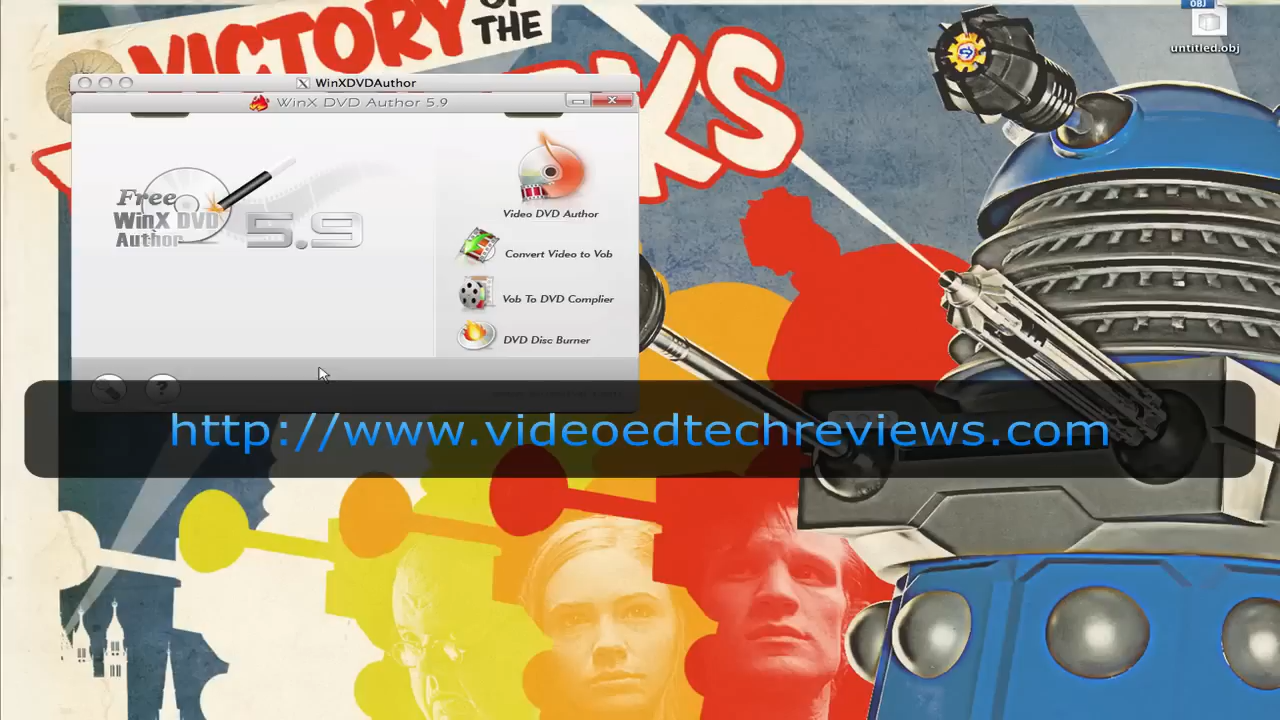 VICTORY
OF
THE
KS
OBJ
untitled.obj
WinXDVDAuthor
WinX DVD Author 5.9
Free
WinX DVD
Author
5.9
Video DVD Author
Convert Video to Vob
Vob To DVD Complier
DVD Disc Burner
?
http://www.videoedtechreviews.com